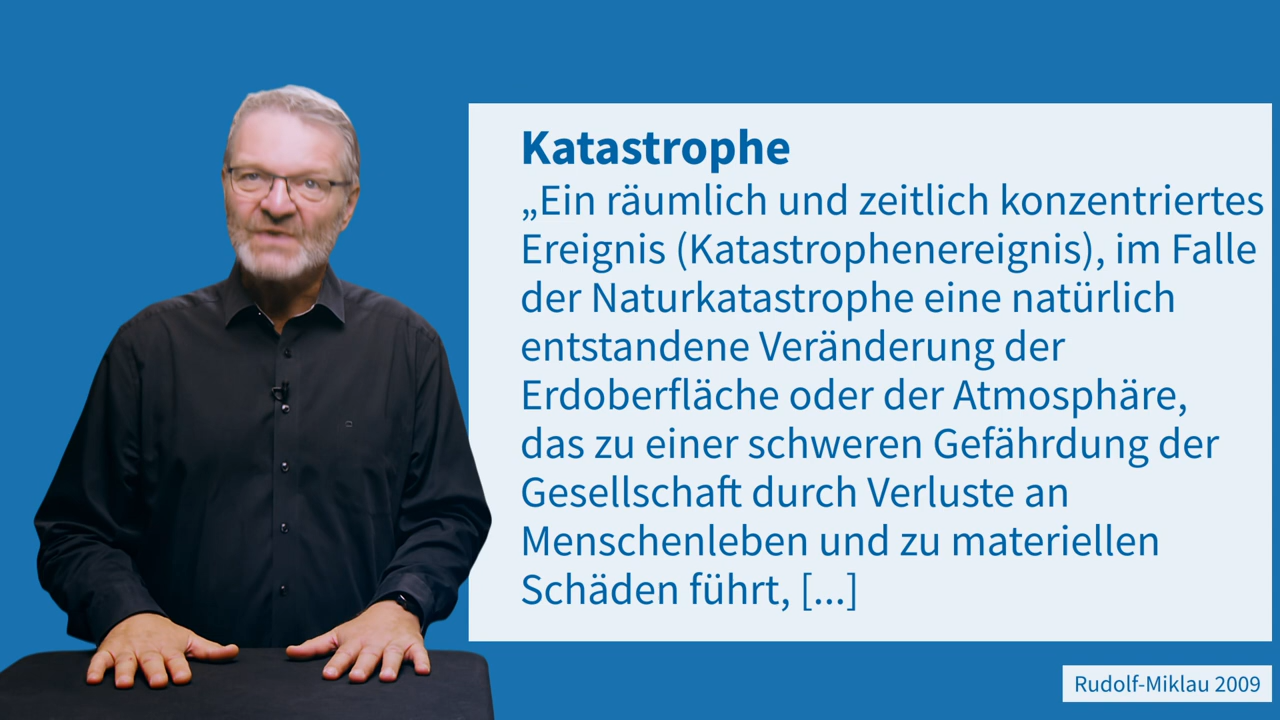 Katastrophe
„Ein räumlich und zeitlich konzentriertes
Ereignis (Katastrophenereignis), im Falle
der Naturkatastrophe eine natürlich
entstandene Veränderung der
Erdoberfläche oder der Atmosphäre,
das zu einer schweren Gefährdung der
Gesellschaft durch Verluste an
Menschenleben und zu materiellen
Schäden führt, [...]
Rudolf-Miklau 2009